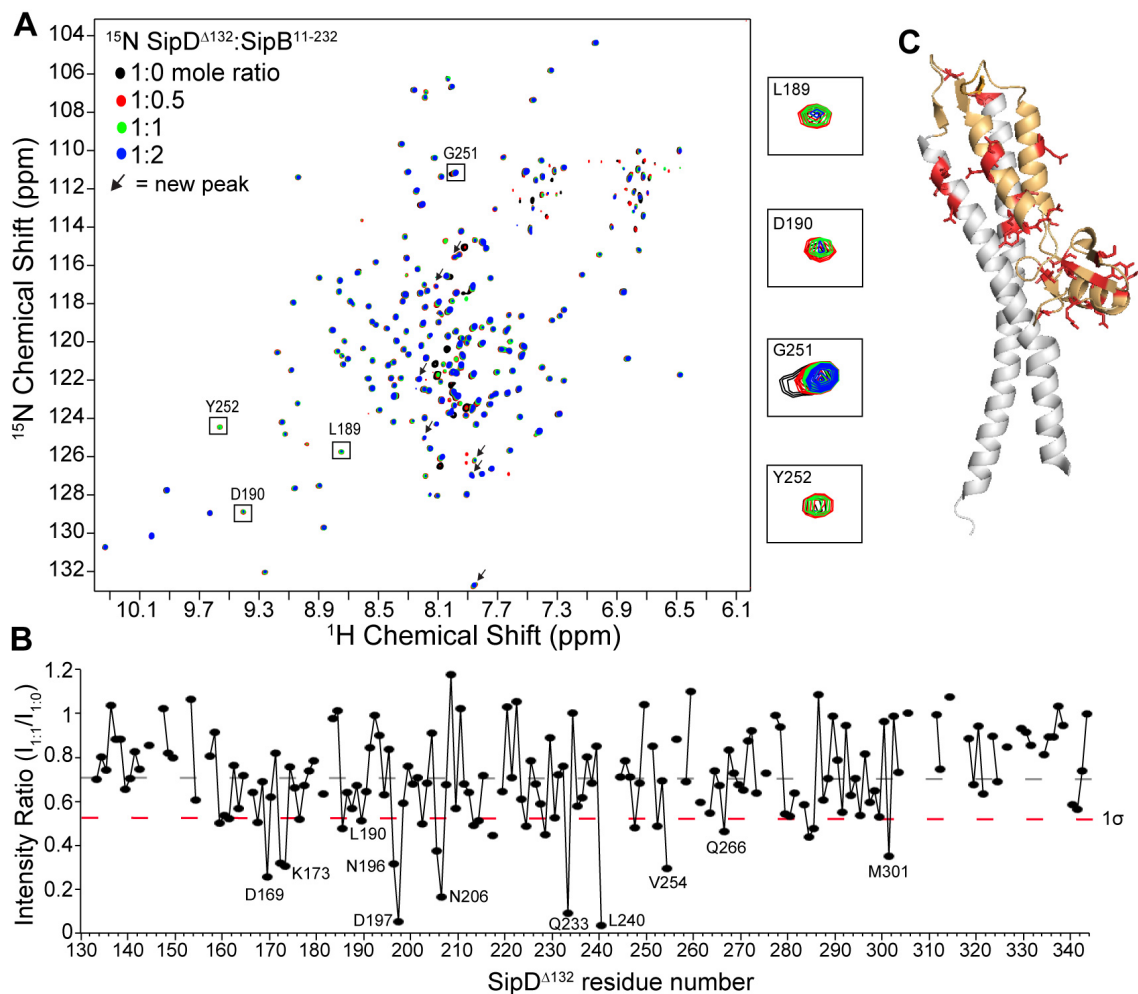 A
C
¹⁵N SipD^Δ132:SipB^11-232
1:0 mole ratio
1:0.5
1:1
1:2
= new peak
104
106
108
110
112
114
116
118
120
122
124
126
128
130
132
¹⁵N Chemical Shift (ppm)
G251
Y252
L189
D190
10.1 9.7 9.3 8.9 8.5 8.1 7.7 7.3 6.9 6.5 6.1
¹H Chemical Shift (ppm)
L189
D190
G251
Y252
B
Intensity Ratio (I1:1/I1:0)
1.2
1
0.8
0.6
0.4
0.2
0
1σ
D169
K173
L190
N196
D197
N206
Q233
L240
V254
Q266
M301
130 140 150 160 170 180 190 200 210 220 230 240 250 260 270 280 290 300 310 320 330 340
SipD^Δ132 residue number